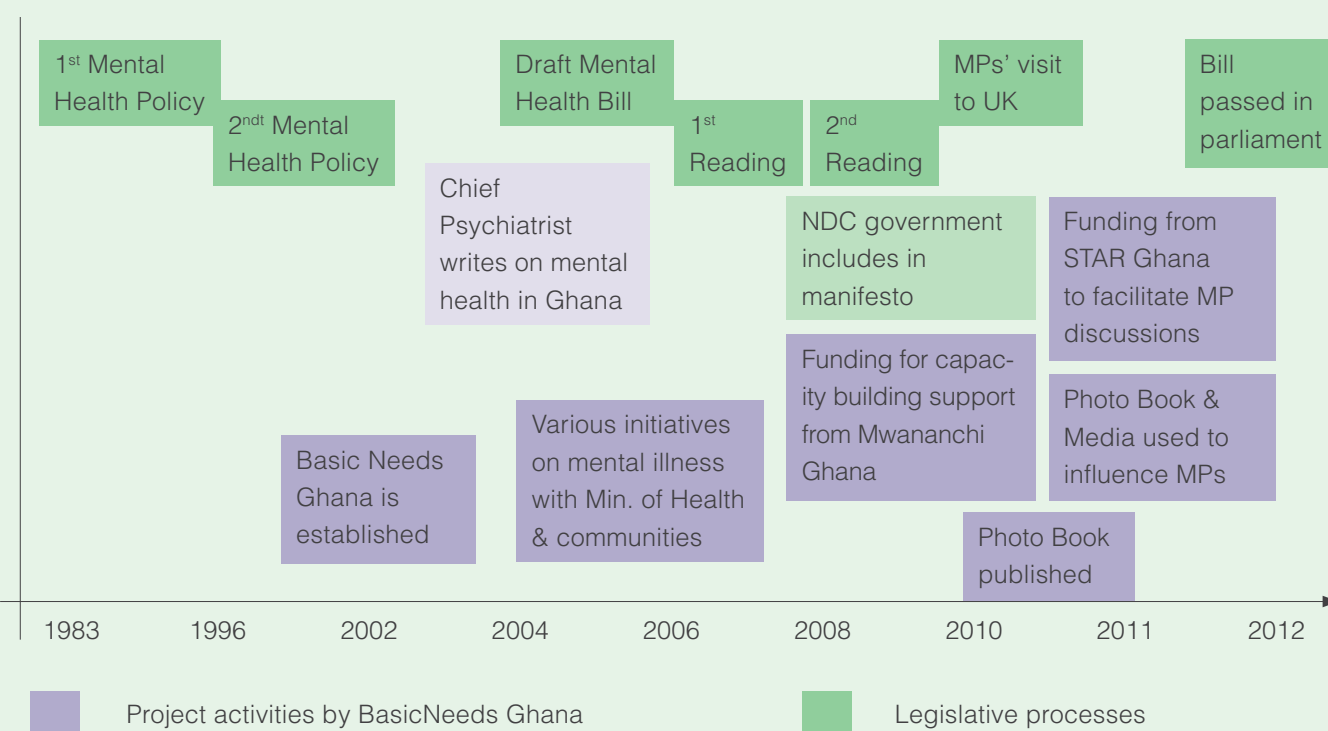 1st Mental
Health Policy
2ndt Mental
Health Policy
Draft Mental
Health Bill
1st
Reading
2nd
Reading
MPs’ visit
to UK
Bill
passed in
parliament
Chief
Psychiatrist
writes on mental
health in Ghana
NDC government
includes in
manifesto
Funding from
STAR Ghana
to facilitate MP
discussions
Funding for capac-
ity building support
from Mwananchi
Ghana
Photo Book &
Media used to
influence MPs
Various initiatives
on mental illness
with Min. of Health
& communities
Basic Needs
Ghana is
established
Photo Book
published
1983 1996 2002 2004 2006 2008 2010 2011 2012
Project activities by BasicNeeds Ghana
Legislative processes